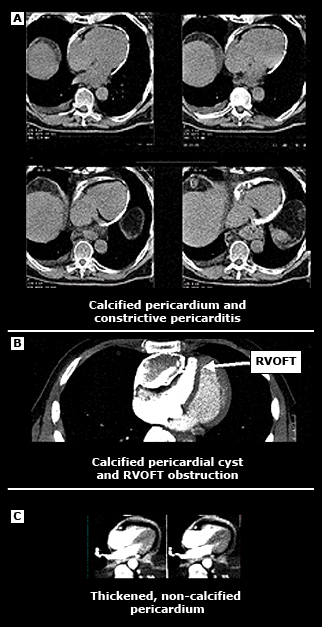 A
Calcified pericardium and
constrictive pericarditis
B
RVOFT
Calcified pericardial cyst
and RVOFT obstruction
C
Thickened, non-calcified
pericardium